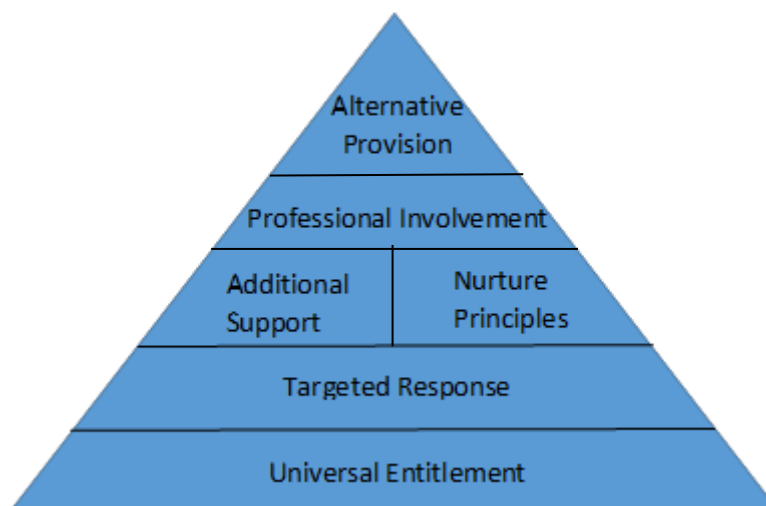 Alternative
Provision
Professional Involvement
Additional
Support
Nurture
Principles
Targeted Response
Universal Entitlement